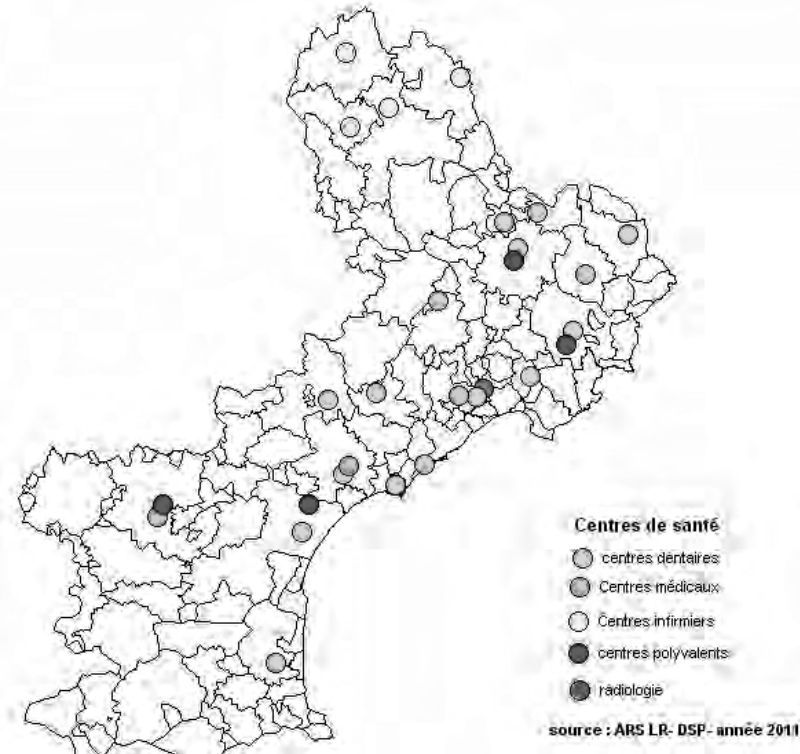 Centres de santé
centres dentaires
Centres médicaux
Centres infirmiers
centres polyvalents
radiologie
source : ARS LR- DSP- année 2011